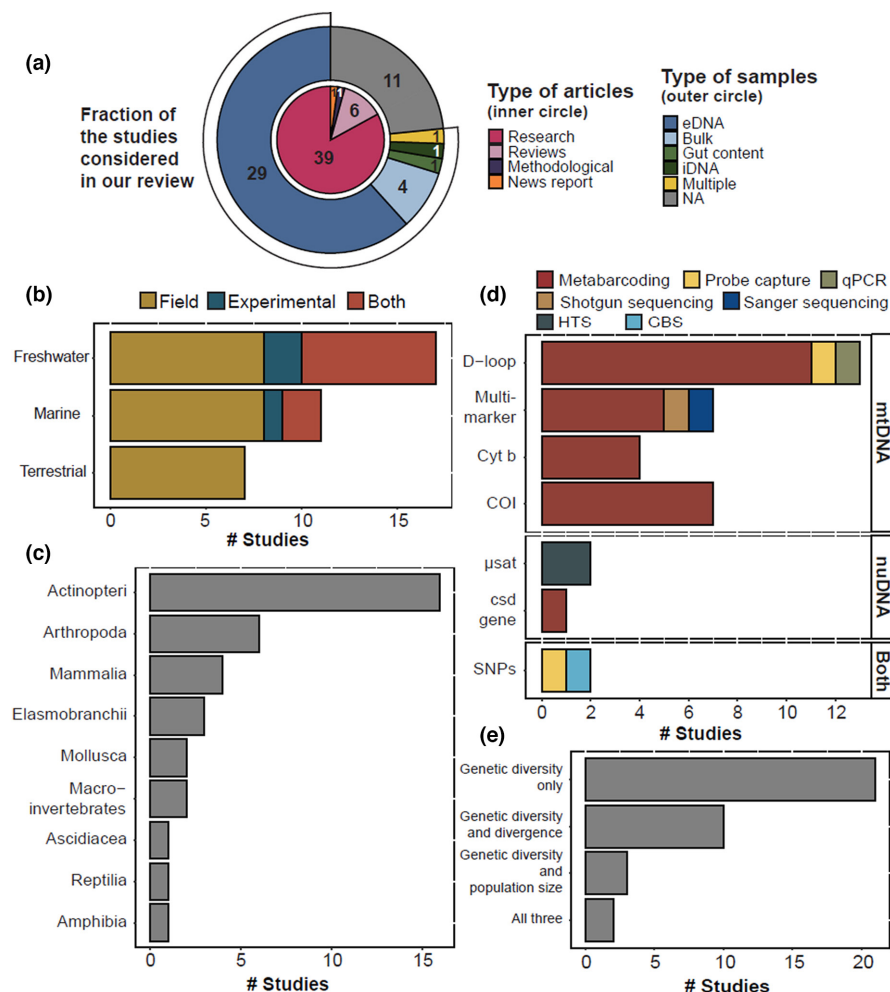 (a)
Fraction of
the studies
considered
in our review
11
1
1
1
4
29
1
1
6
39
Type of articles
(inner circle)
Research
Reviews
Methodological
News report
Type of samples
(outer circle)
eDNA
Bulk
Gut content
iDNA
Multiple
NA
(b)
Field Experimental Both
Freshwater
Marine
Terrestrial
0 5 10 15
# Studies
(c)
Actinopteri
Arthropoda
Mammalia
Elasmobranchii
Mollusca
Macro-
invertebrates
Ascidiacea
Reptilia
Amphibia
0 5 10 15
# Studies
(d)
Metabarcoding Probe capture qPCR
Shotgun sequencing Sanger sequencing
HTS GBS
D-loop
Multi-
marker
Cyt b
COI
mtDNA
µsat
csd
gene
nuDNA
SNPs
Both
0 2 4 6 8 10 12
# Studies
(e)
Genetic diversity
only
Genetic diversity
and divergence
Genetic diversity
and
population size
All three
0 5 10 15 20
# Studies